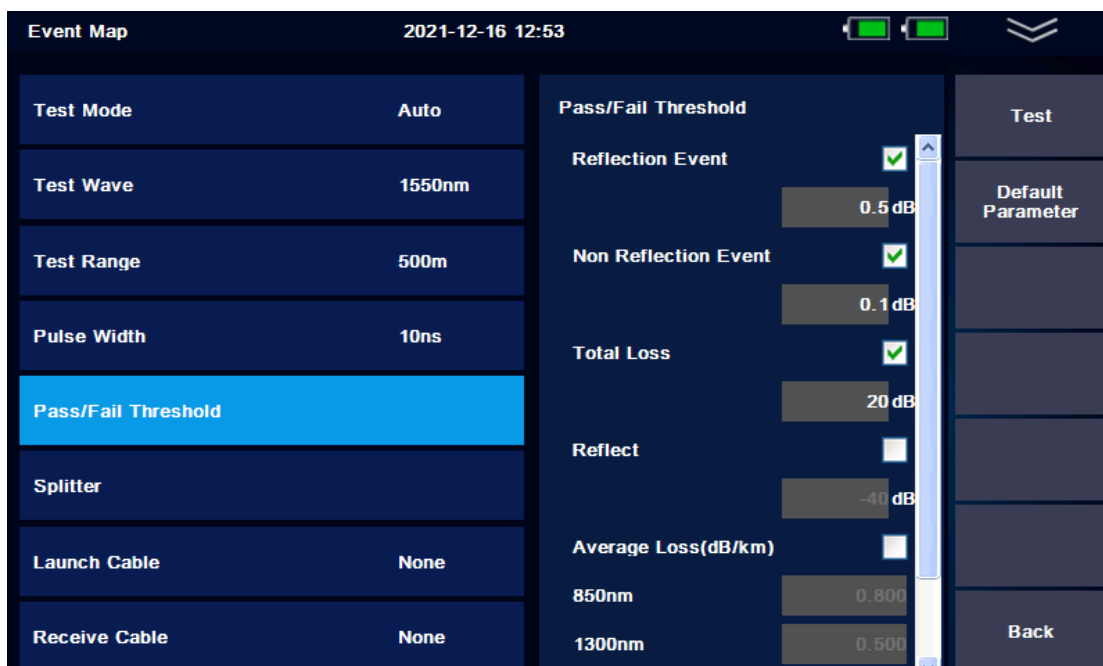 Event Map 2021-12-16 12:53
Test Mode Auto
Test Wave 1550nm
Test Range 500m
Pulse Width 10ns
Pass/Fail Threshold
Splitter
Launch Cable None
Receive Cable None
Pass/Fail Threshold
Reflection Event
0.5 dB
Non Reflection Event
0.1 dB
Total Loss
20 dB
Reflect
-40 dB
Average Loss(dB/km)
850nm 0.800
1300nm 0.500
Test
Default
Parameter
Back